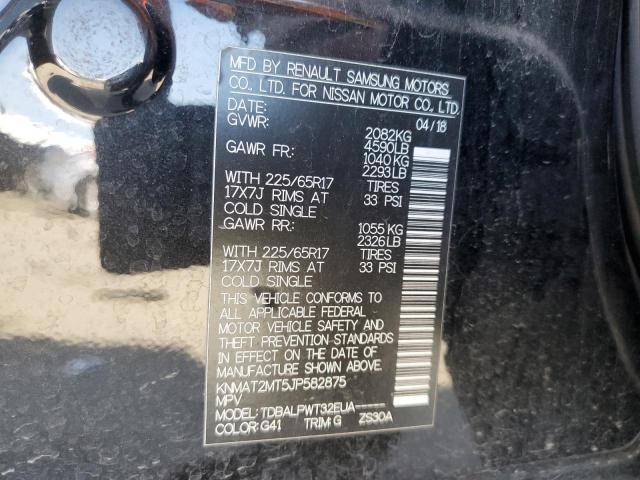 MFD BY RENAULT SAMSUNG MOTORS
CO., LTD. FOR NISSAN MOTOR CO., LTD.
DATE: 04/18
GVWR: 2082KG
4590LB
GAWR FR: 1040KG
2293LB
WITH 225/65R17 TIRES
17X7J RIMS AT 33 PSI
COLD SINGLE
GAWR RR: 1055 KG
2326LB
WITH 225/65R17 TIRES
17X7J RIMS AT 33 PSI
COLD SINGLE
THIS VEHICLE CONFORMS TO
ALL APPLICABLE FEDERAL
MOTOR VEHICLE SAFETY AND
THEFT PREVENTION STANDARDS
IN EFFECT ON THE DATE OF
MANUFACTURE SHOWN ABOVE.
KNMAT2MT5JP582875
MPV
MODEL: TDBALPWT32EUA-----
COLOR: G41 TRIM: G ZS30A